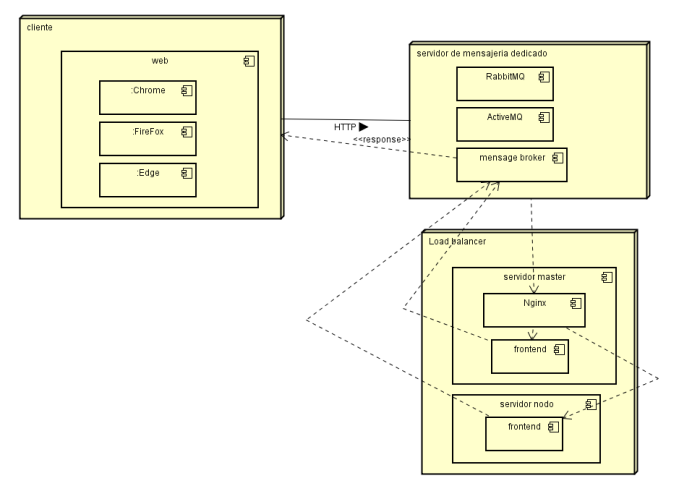 cliente
web
:Chrome
:FireFox
:Edge
HTTP
<<response>>
servidor de mensajeria dedicado
RabbitMQ
ActiveMQ
message broker
Load balancer
servidor master
Nginx
frontend
servidor nodo
frontend